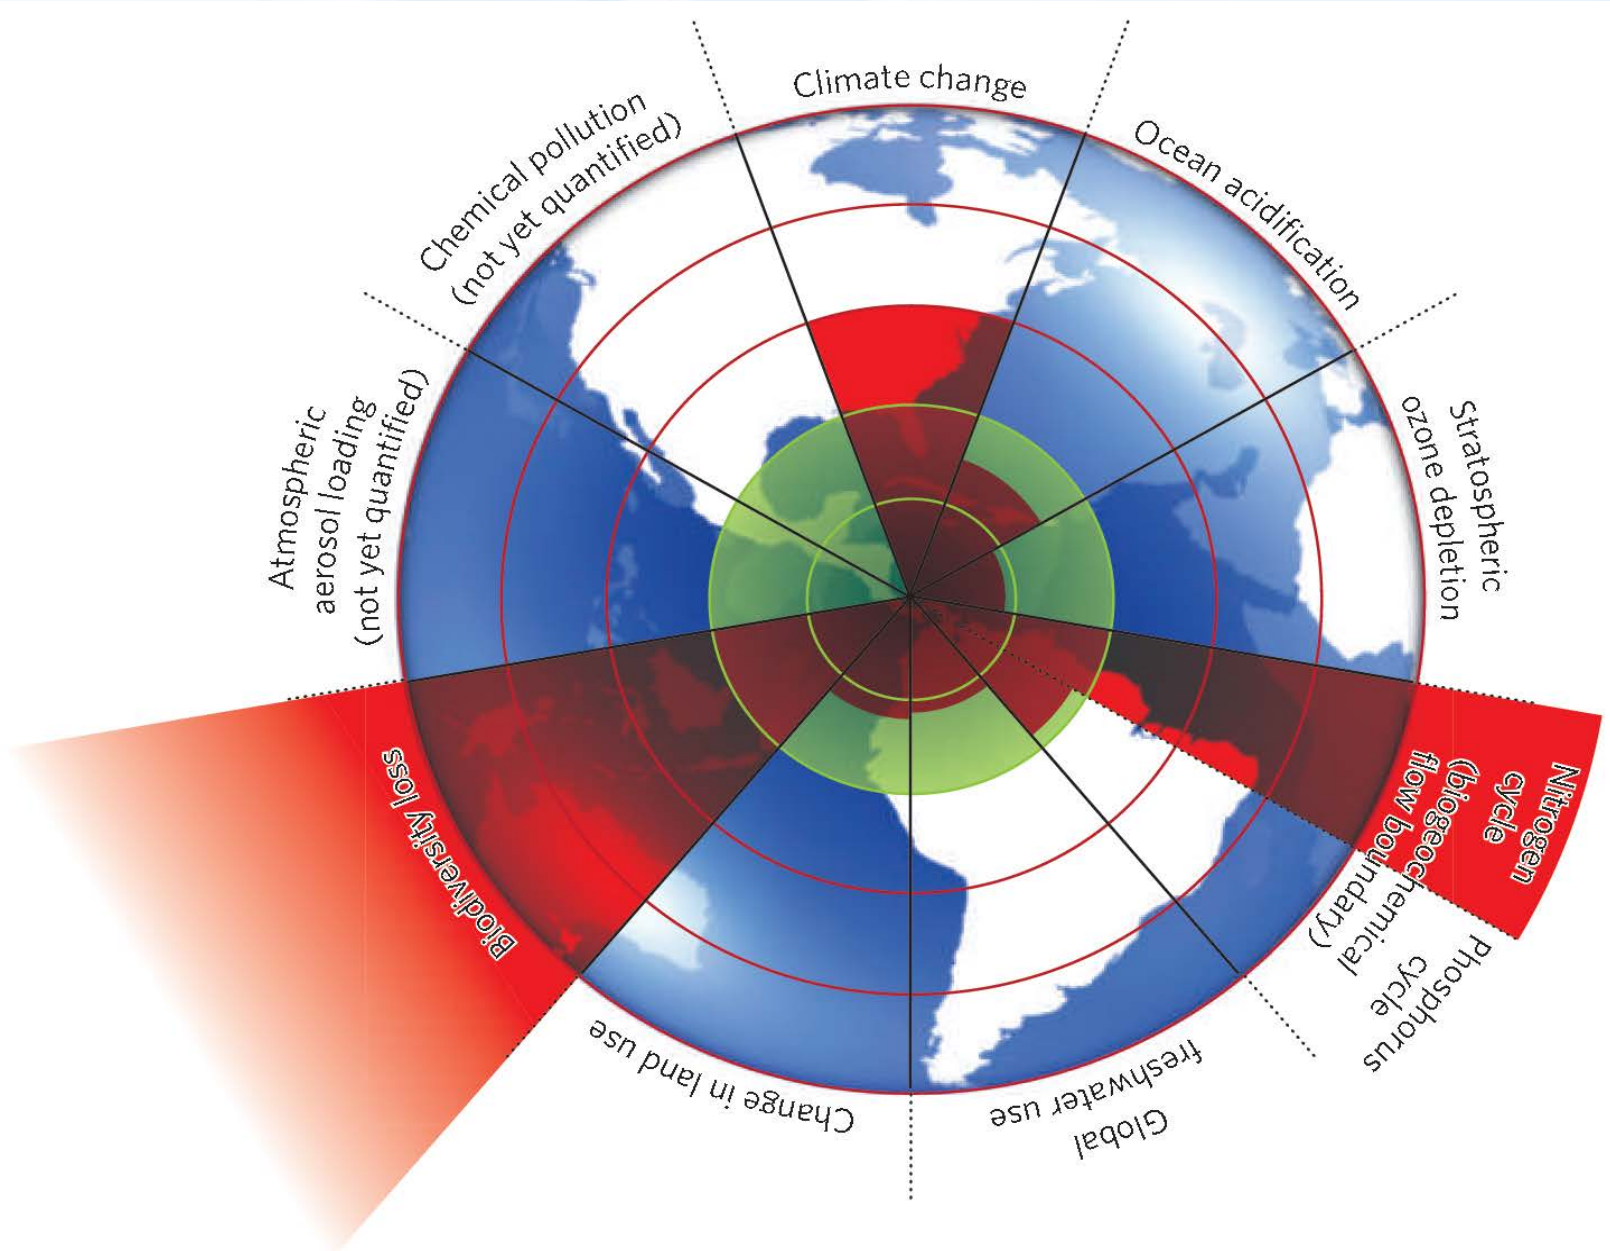 Climate change
Ocean acidification
Stratospheric
ozone depletion
Nitrogen
cycle
(biogeochemical
flow boundary)
Phosphorus
cycle
Global
freshwater use
Change in land use
Biodiversity loss
Atmospheric
aerosol loading
(not yet quantified)
Chemical pollution
(not yet quantified)